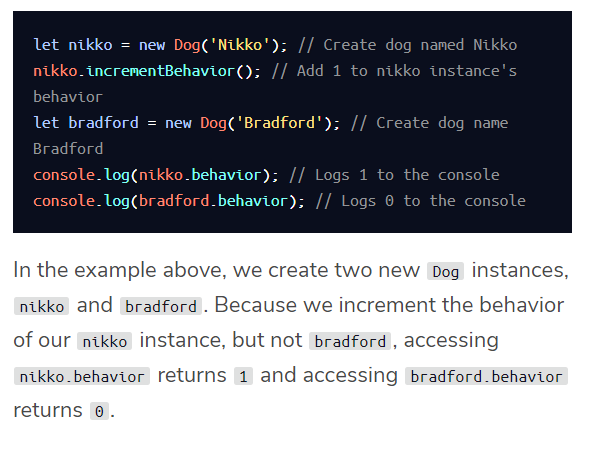 let nikko = new Dog('Nikko'); // Create dog named Nikko
nikko.incrementBehavior(); // Add 1 to nikko instance's
behavior
let bradford = new Dog('Bradford'); // Create dog name
Bradford
console.log(nikko.behavior); // Logs 1 to the console
console.log(bradford.behavior); // Logs 0 to the console
In the example above, we create two new Dog instances,
nikko and bradford. Because we increment the behavior
of our nikko instance, but not bradford, accessing
nikko.behavior returns 1 and accessing bradford.behavior
returns 0.